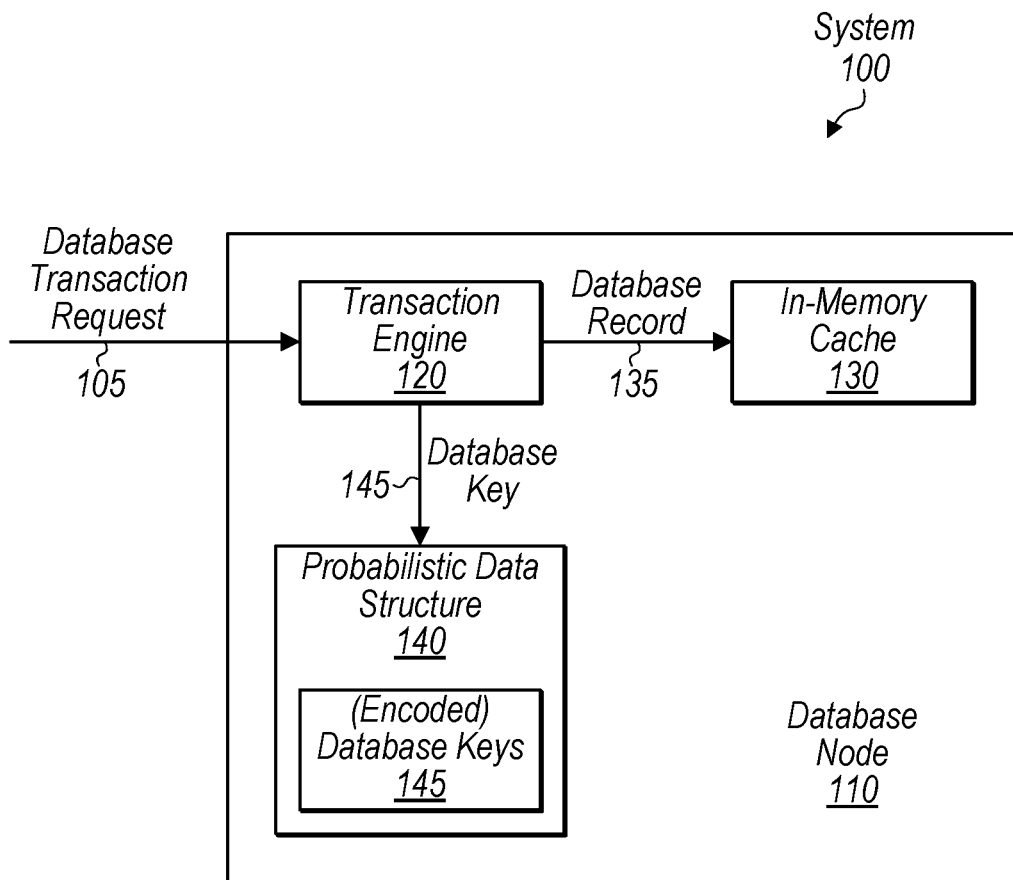 System
100
Database
Transaction
Request
105
Transaction
Engine
120
Database
Record
135
In-Memory
Cache
130
145
Database
Key
Probabilistic Data
Structure
140
(Encoded)
Database Keys
145
Database
Node
110